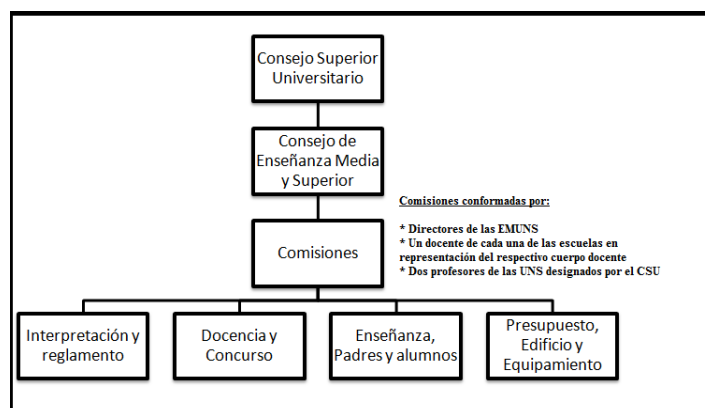 Consejo Superior
Universitario
Consejo de
Enseñanza Media
y Superior
Comisiones conformadas por:
* Directores de las EMUNS
* Un docente de cada una de las escuelas en
representación del respectivo cuerpo docente
* Dos profesores de las UNS designados por el CSU
Comisiones
Interpretación y
reglamento
Docencia y
Concurso
Enseñanza,
Padres y alumnos
Presupuesto,
Edificio y
Equipamiento